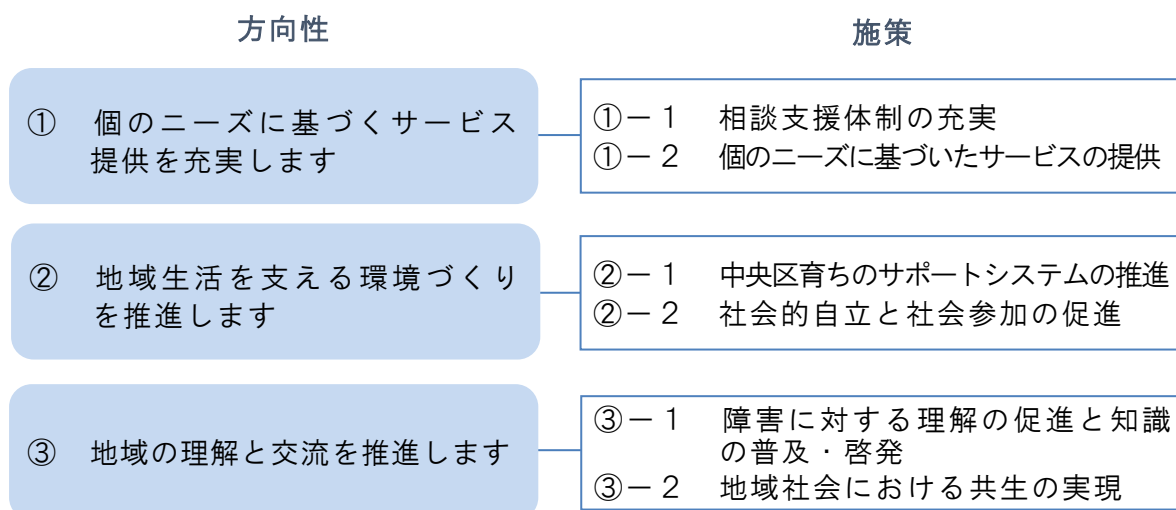 方向性
施策
① 個のニーズに基づくサービス
提供を充実します
①－１ 相談支援体制の充実
①－２ 個のニーズに基づいたサービスの提供
② 地域生活を支える環境づくり
を推進します
②－１ 中央区育ちのサポートシステムの推進
②－２ 社会的自立と社会参加の促進
③ 地域の理解と交流を推進します
③－１ 障害に対する理解の促進と知識
の普及・啓発
③－２ 地域社会における共生の実現